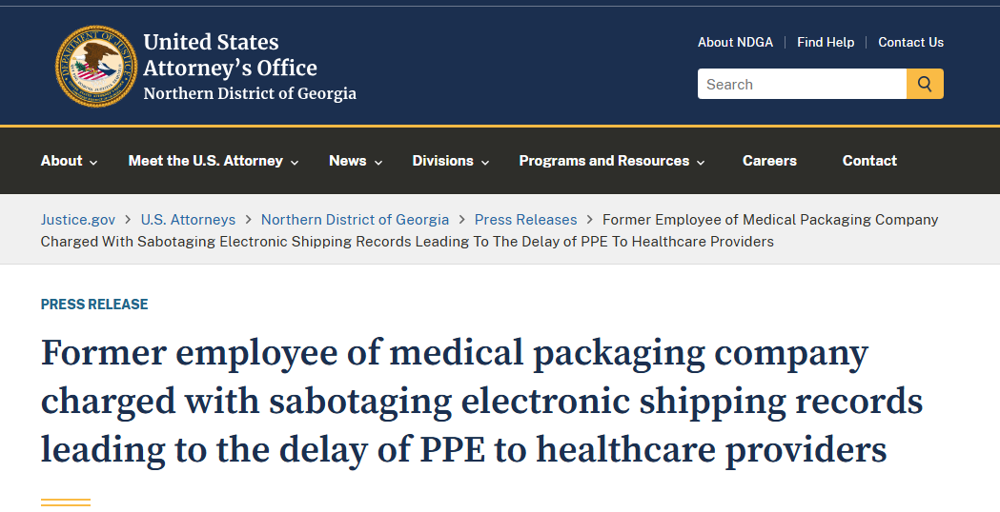 United States
Attorney's Office
Northern District of Georgia
About NDGA
Find Help
Contact Us
Search
About
Meet the U.S. Attorney
News
Divisions
Programs and Resources
Careers
Contact
Justice.gov > U.S. Attorneys > Northern District of Georgia > Press Releases > Former Employee of Medical Packaging Company
Charged With Sabotaging Electronic Shipping Records Leading To The Delay of PPE To Healthcare Providers
PRESS RELEASE
Former employee of medical packaging company
charged with sabotaging electronic shipping records
leading to the delay of PPE to healthcare providers